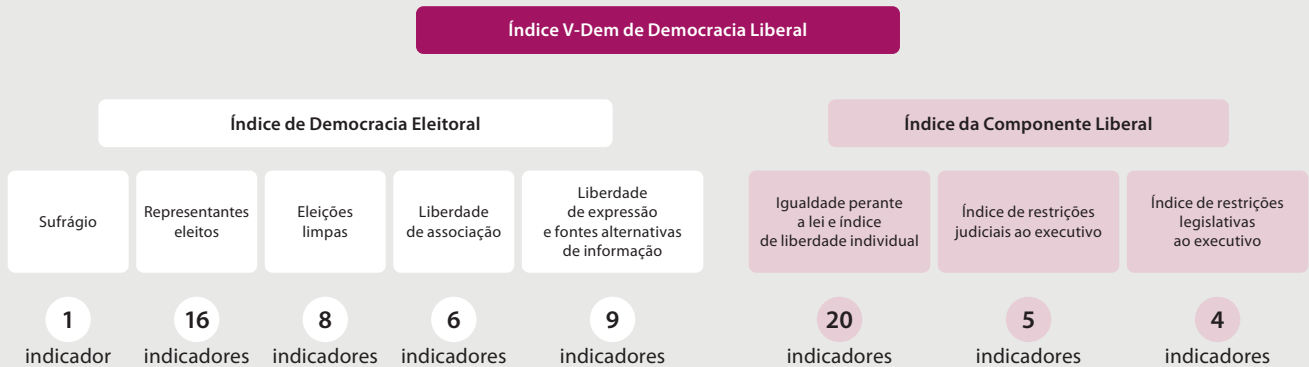 Índice V-Dem de Democracia Liberal
Índice de Democracia Eleitoral
Índice da Componente Liberal
Sufrágio
Representantes
eleitos
Eleições
limpas
Liberdade
de associação
Liberdade
de expressão
e fontes alternativas
de informação
Igualdade perante
a lei e índice
de liberdade individual
Índice de restrições
judiciais ao executivo
Índice de restrições
legislativas
ao executivo
1
indicador
16
indicadores
8
indicadores
6
indicadores
9
indicadores
20
indicadores
5
indicadores
4
indicadores